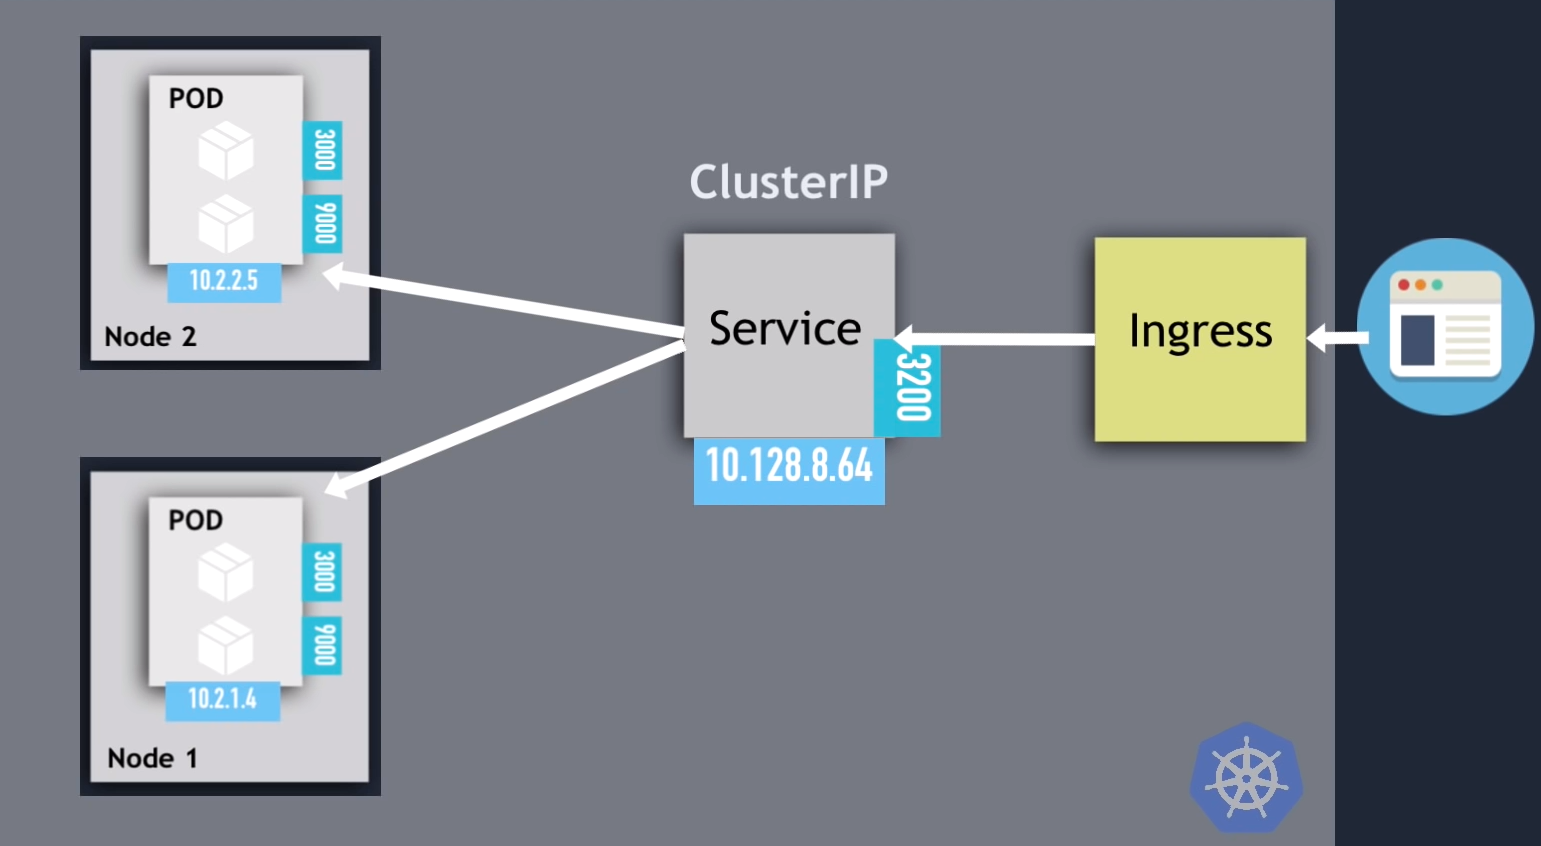 POD
3000
9000
10.2.2.5
Node 2
ClusterIP
Service
3200
10.128.8.64
Ingress
POD
3000
9000
10.2.1.4
Node 1